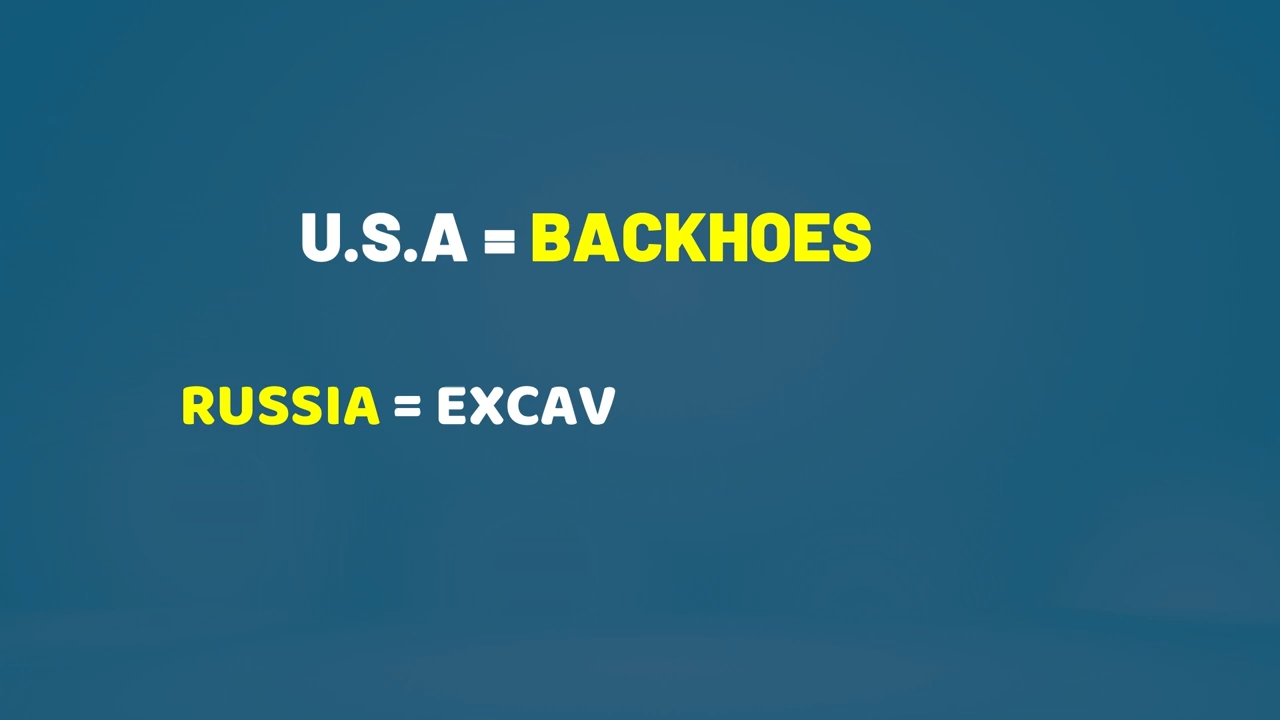 U.S.A = BACKHOES
RUSSIA = EXCAV